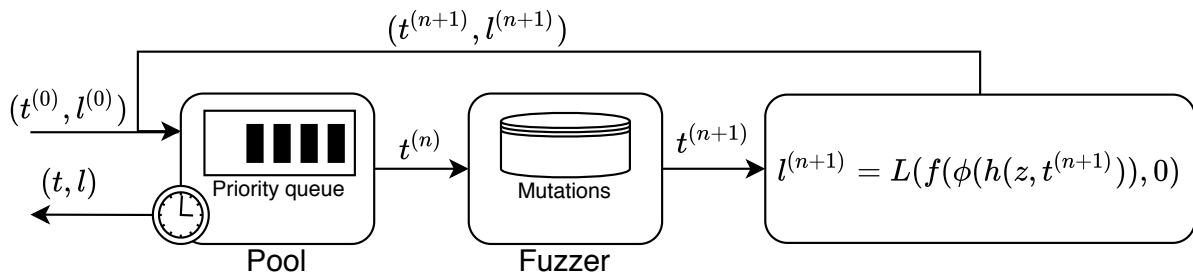 (t^{(n+1)}, l^{(n+1)})
(t^{(0)}, l^{(0)})
Priority queue
t^{(n)}
Mutations
t^{(n+1)}
l^{(n+1)} = L(f(ϕ(h(z, t^{(n+1)})), 0)
(t, l)
Pool
Fuzzer